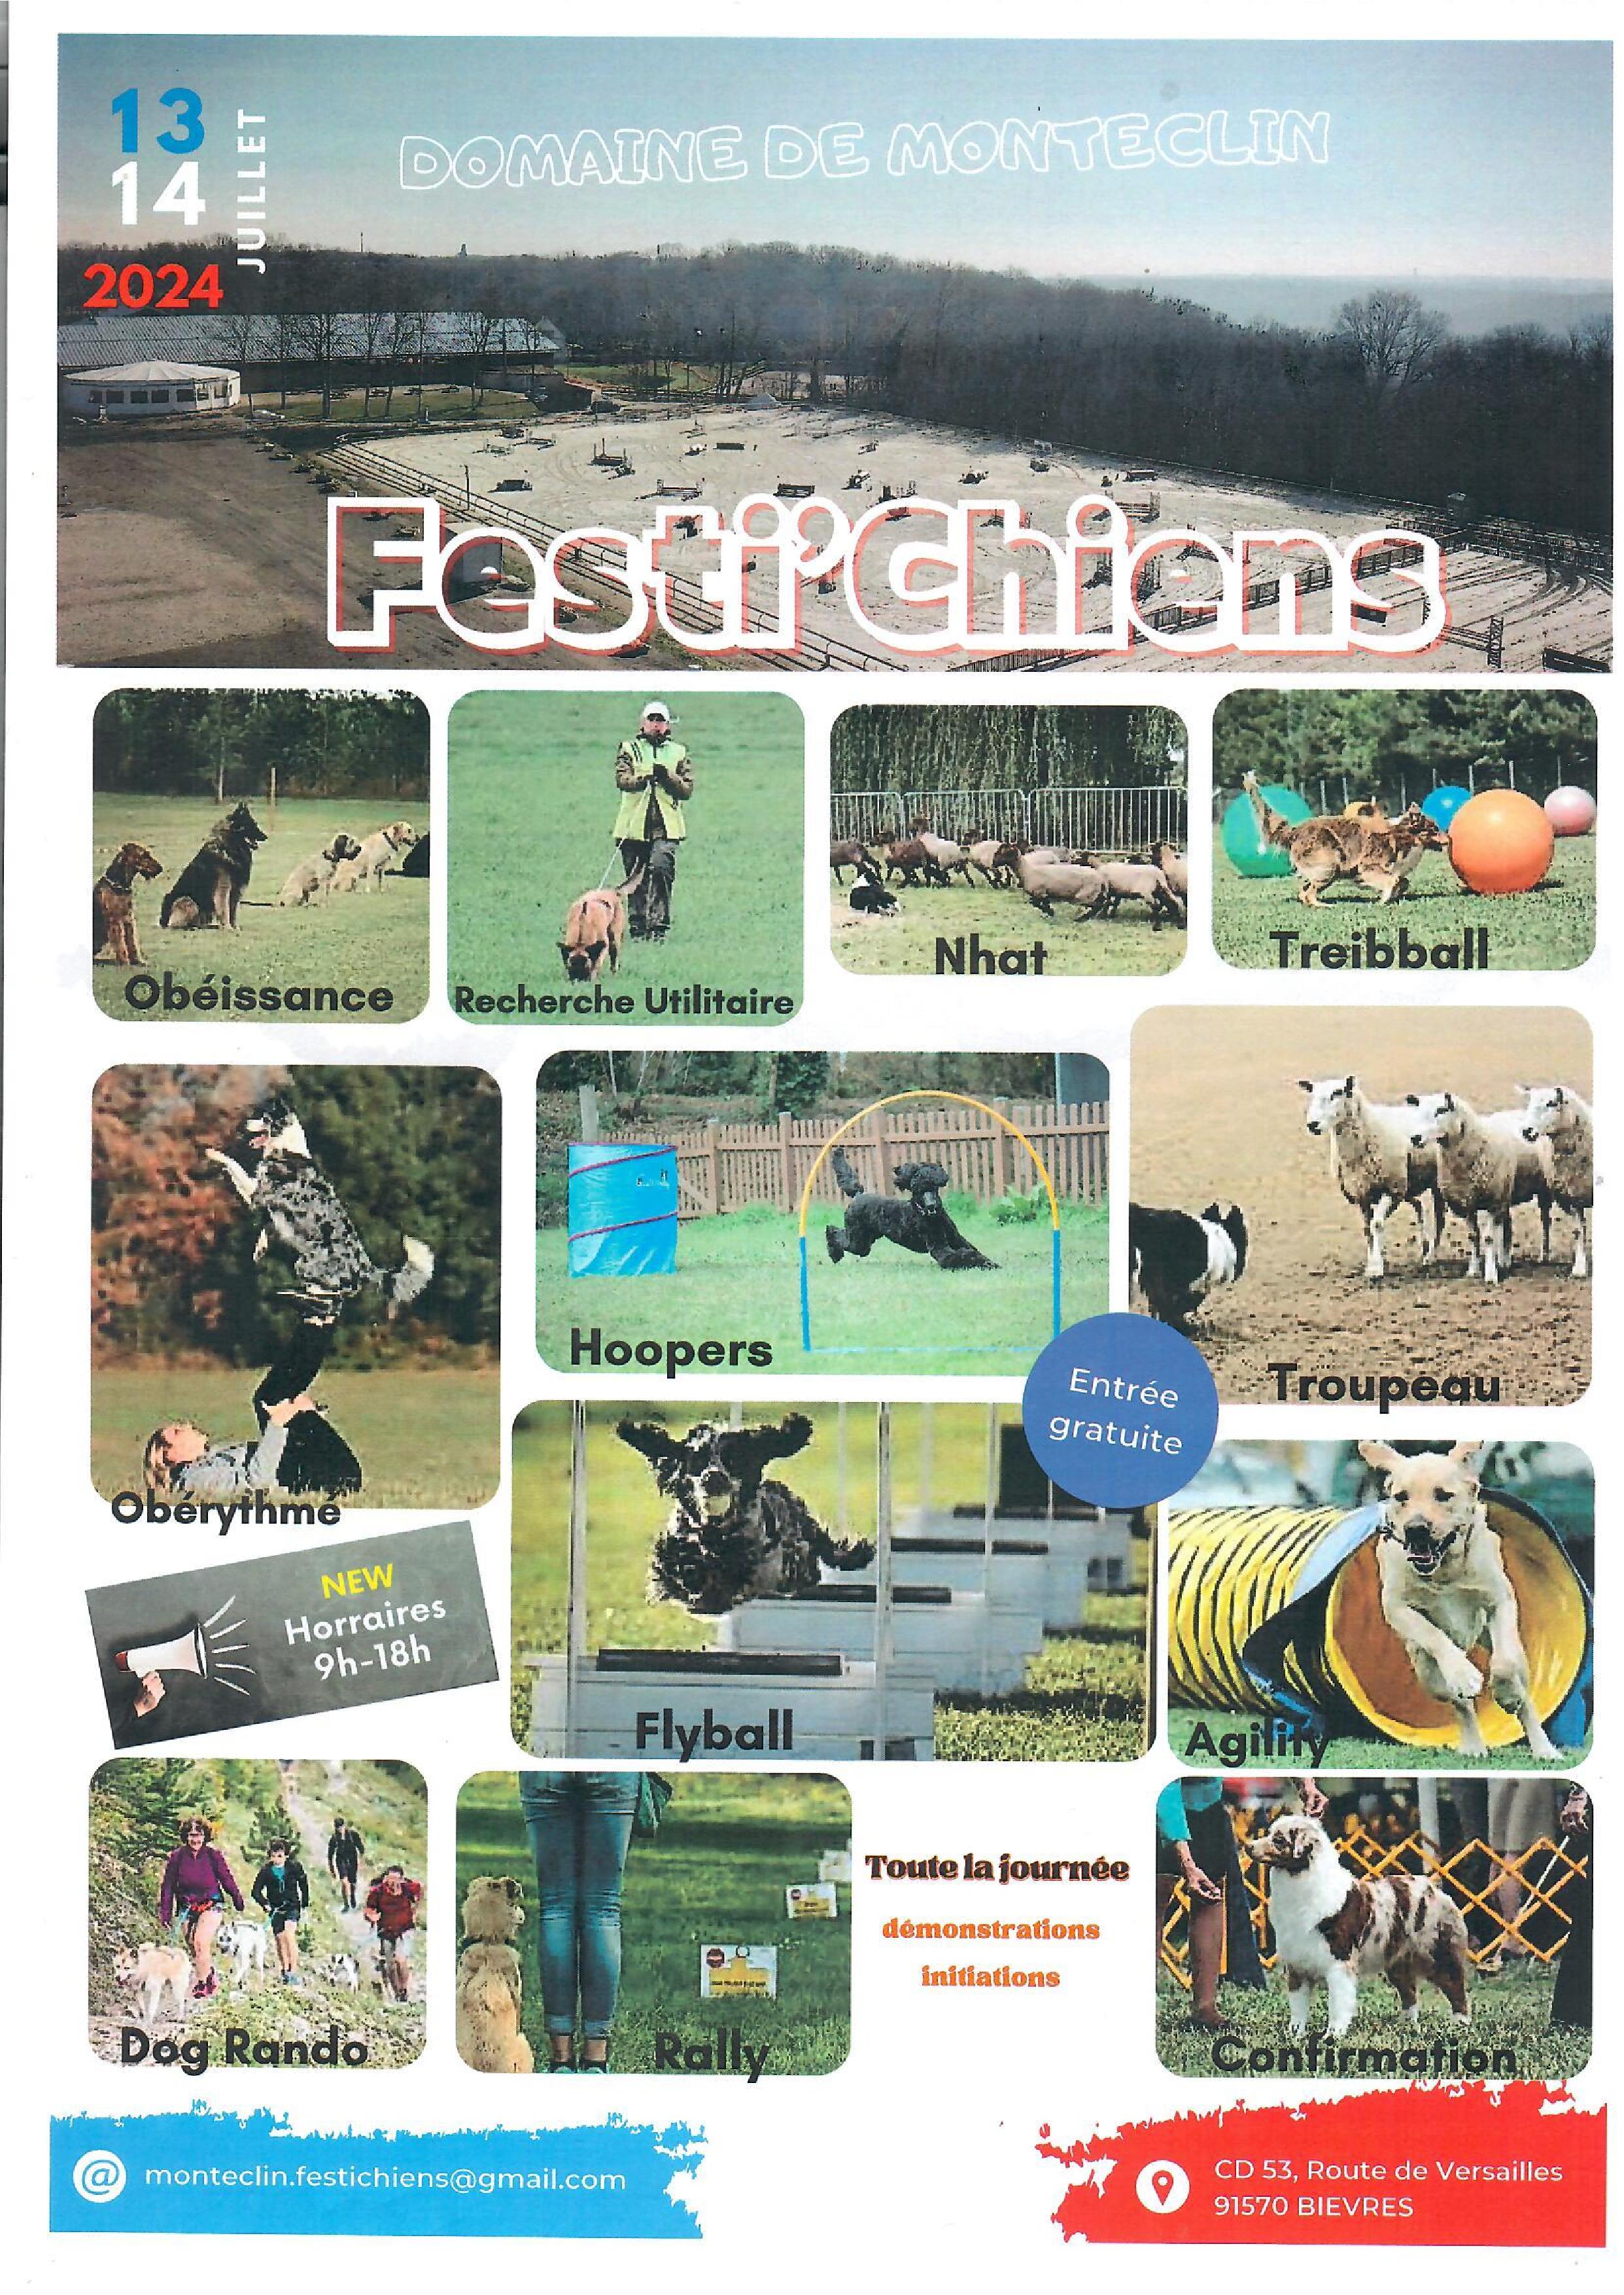 13
14
JUILLET
2024
DOMAINE DE MONTECLIN
Festi'Chiens
Obéissance
Recherche Utilitaire
Nhat
Treibball
Obérythmé
Hoopers
Troupeau
Entrée
gratuite
NEW
Horraires
9h-18h
Flyball
Agility
Dog Rando
Rally
Toute la journée
démonstrations
initiations
Confirmation
@ monteclin.festichiens@gmail.com
CD 53, Route de Versailles
91570 BIEVRES